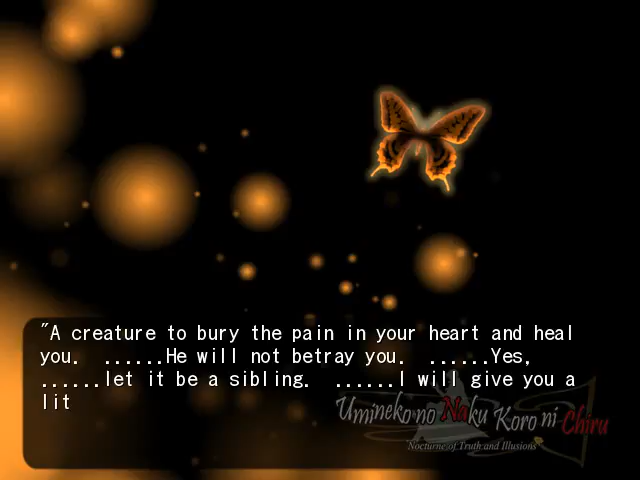 "A creature to bury the pain in your heart and heal
you.  ......He will not betray you.  ......Yes,
......let it be a sibling.  ......I will give you a
lit
Umineko no Naku Koro ni Chiru
Nocturne of Truth and Illusions